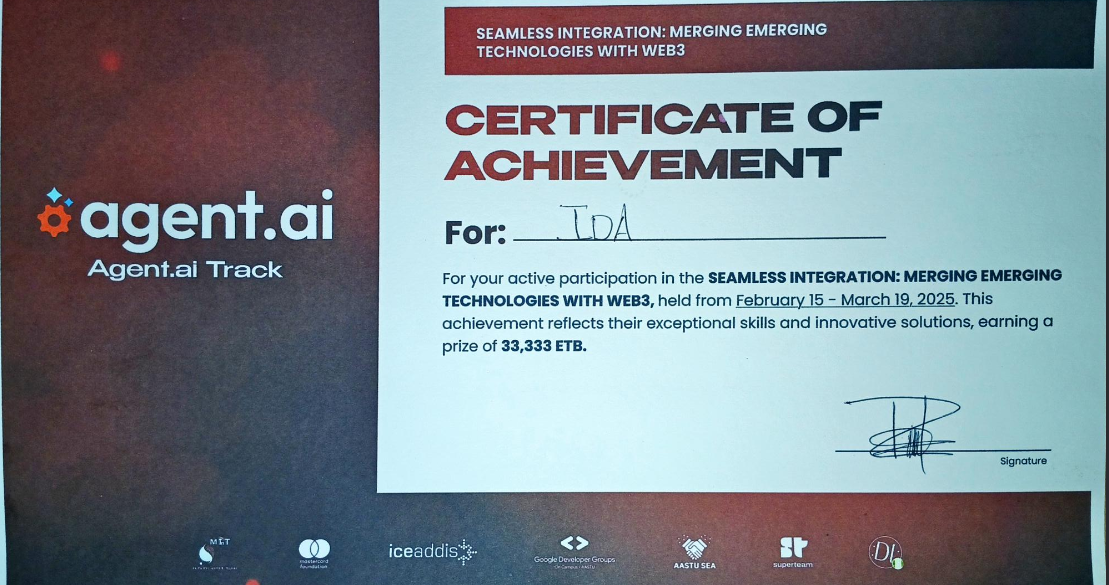 SEAMLESS INTEGRATION: MERGING EMERGING
TECHNOLOGIES WITH WEB3
CERTIFICATE OF
ACHIEVEMENT
agent.ai
Agent.ai Track
For: IDA
For your active participation in the SEAMLESS INTEGRATION: MERGING EMERGING
TECHNOLOGIES WITH WEB3, held from February 15 - March 19, 2025. This
achievement reflects their exceptional skills and innovative solutions, earning a
prize of 33,333 ETB.
Signature
mastercard
foundation
iceaddis
Google Developer Groups
On Campus / AASTU
AASTU SEA
superteam